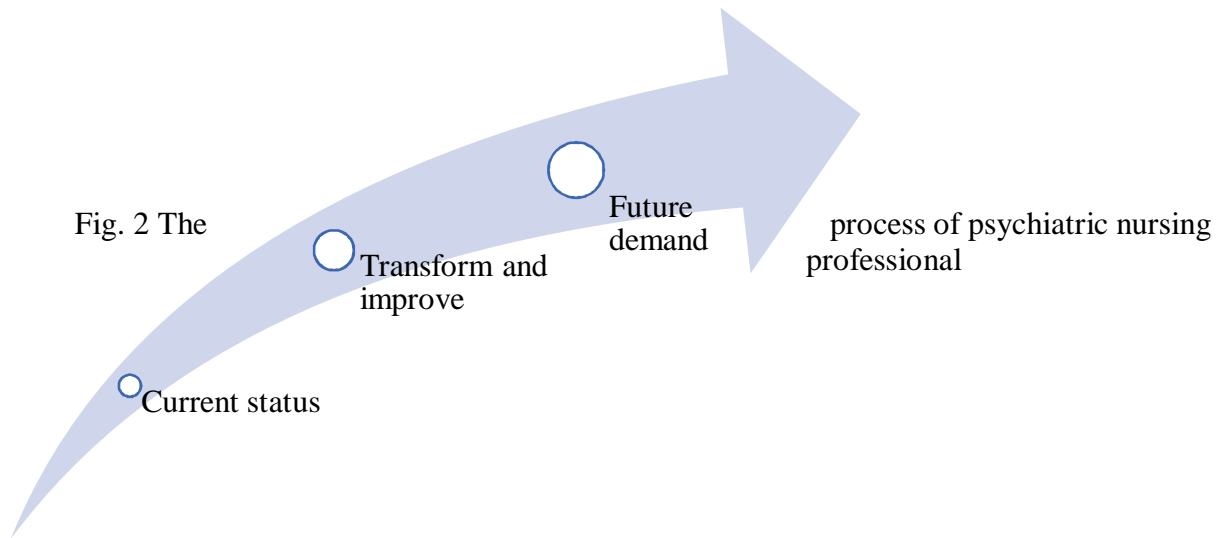 Fig. 2 The
process of psychiatric nursing
professional
Future
demand
Transform and
improve
Current status